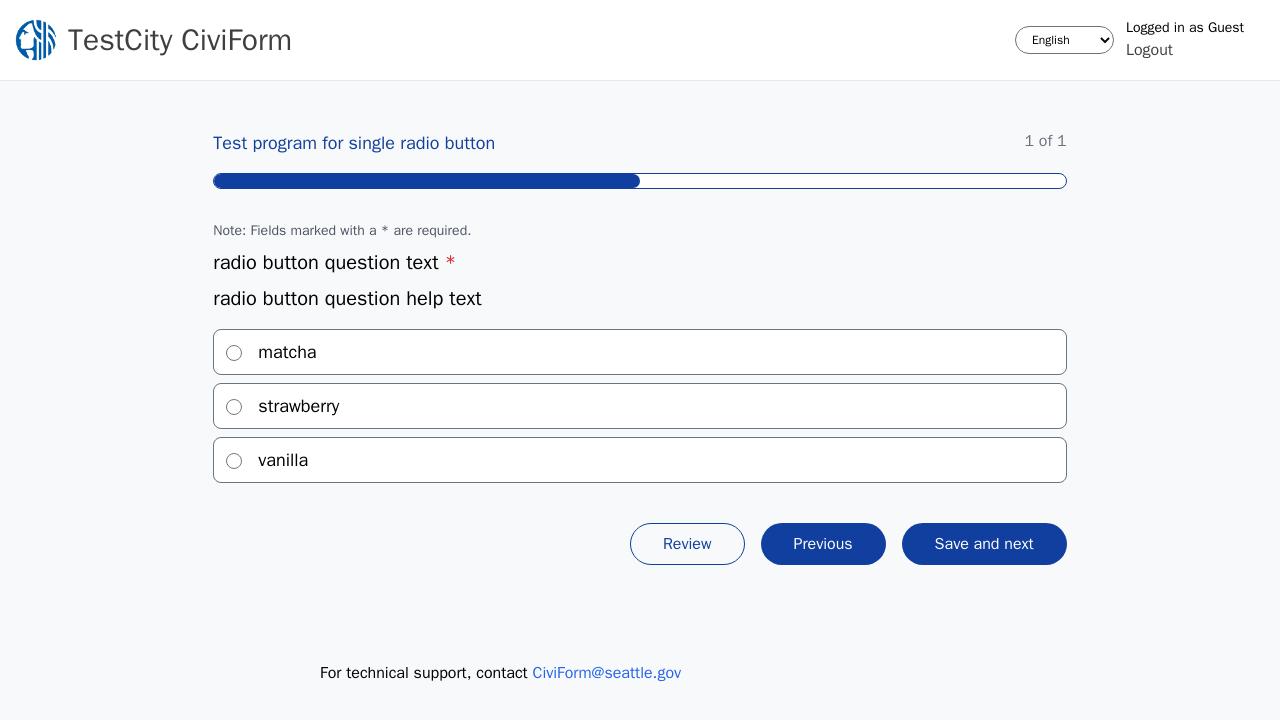 TestCity CiviForm
English
Logged in as Guest
Logout
Test program for single radio button
1 of 1
Note: Fields marked with a * are required.
radio button question text *
radio button question help text
matcha
strawberry
vanilla
Review
Previous
Save and next
For technical support, contact CiviForm@seattle.gov